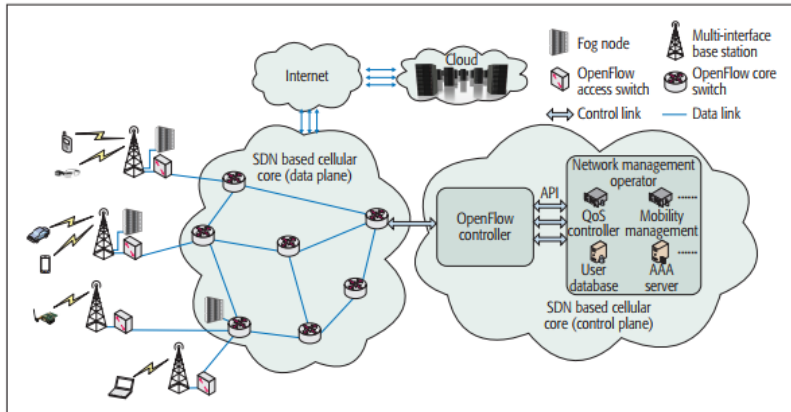 Fog node
Multi-interface
base station
OpenFlow
access switch
OpenFlow core
switch
Control link
Data link
Internet
Cloud
SDN based cellular
core (data plane)
OpenFlow
controller
API
Network management
operator
QoS
controller
Mobility
management
User
database
AAA
server
SDN based cellular
core (control plane)